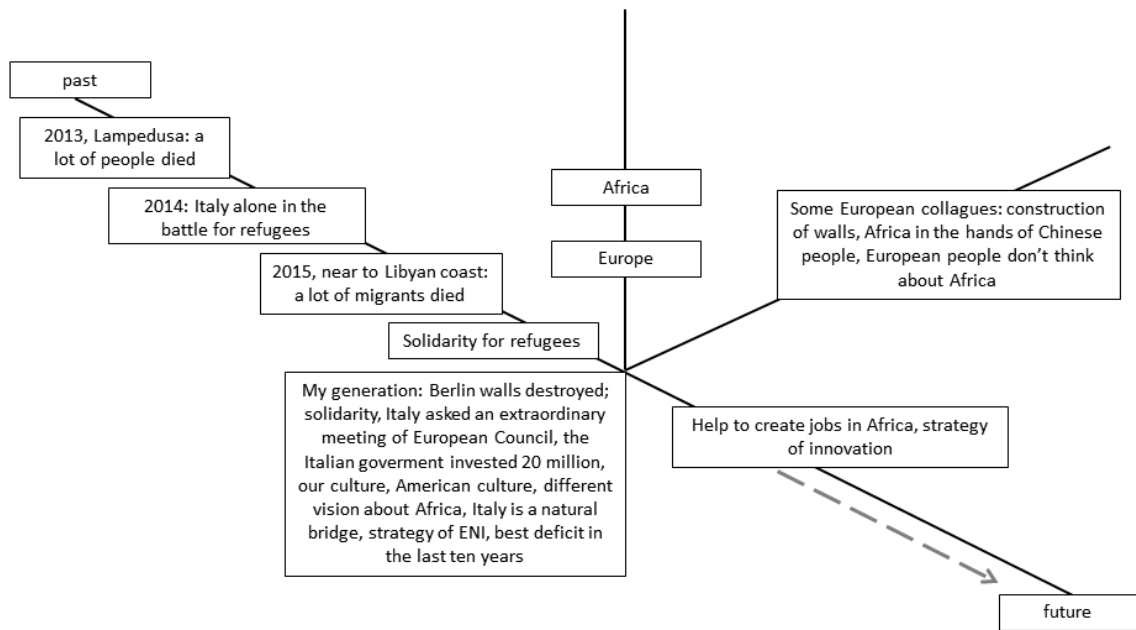 past
2013, Lampedusa: a
lot of people died
2014: Italy alone in the
battle for refugees
2015, near to Libyan coast:
a lot of migrants died
Solidarity for refugees
My generation: Berlin walls destroyed;
solidarity, Italy asked an extraordinary
meeting of European Council, the
Italian goverment invested 20 million,
our culture, American culture, different
vision about Africa, Italy is a natural
bridge, strategy of ENI, best deficit in
the last ten years
Africa
Europe
Some European collagues: construction
of walls, Africa in the hands of Chinese
people, European people don't think
about Africa
Help to create jobs in Africa, strategy
of innovation
future